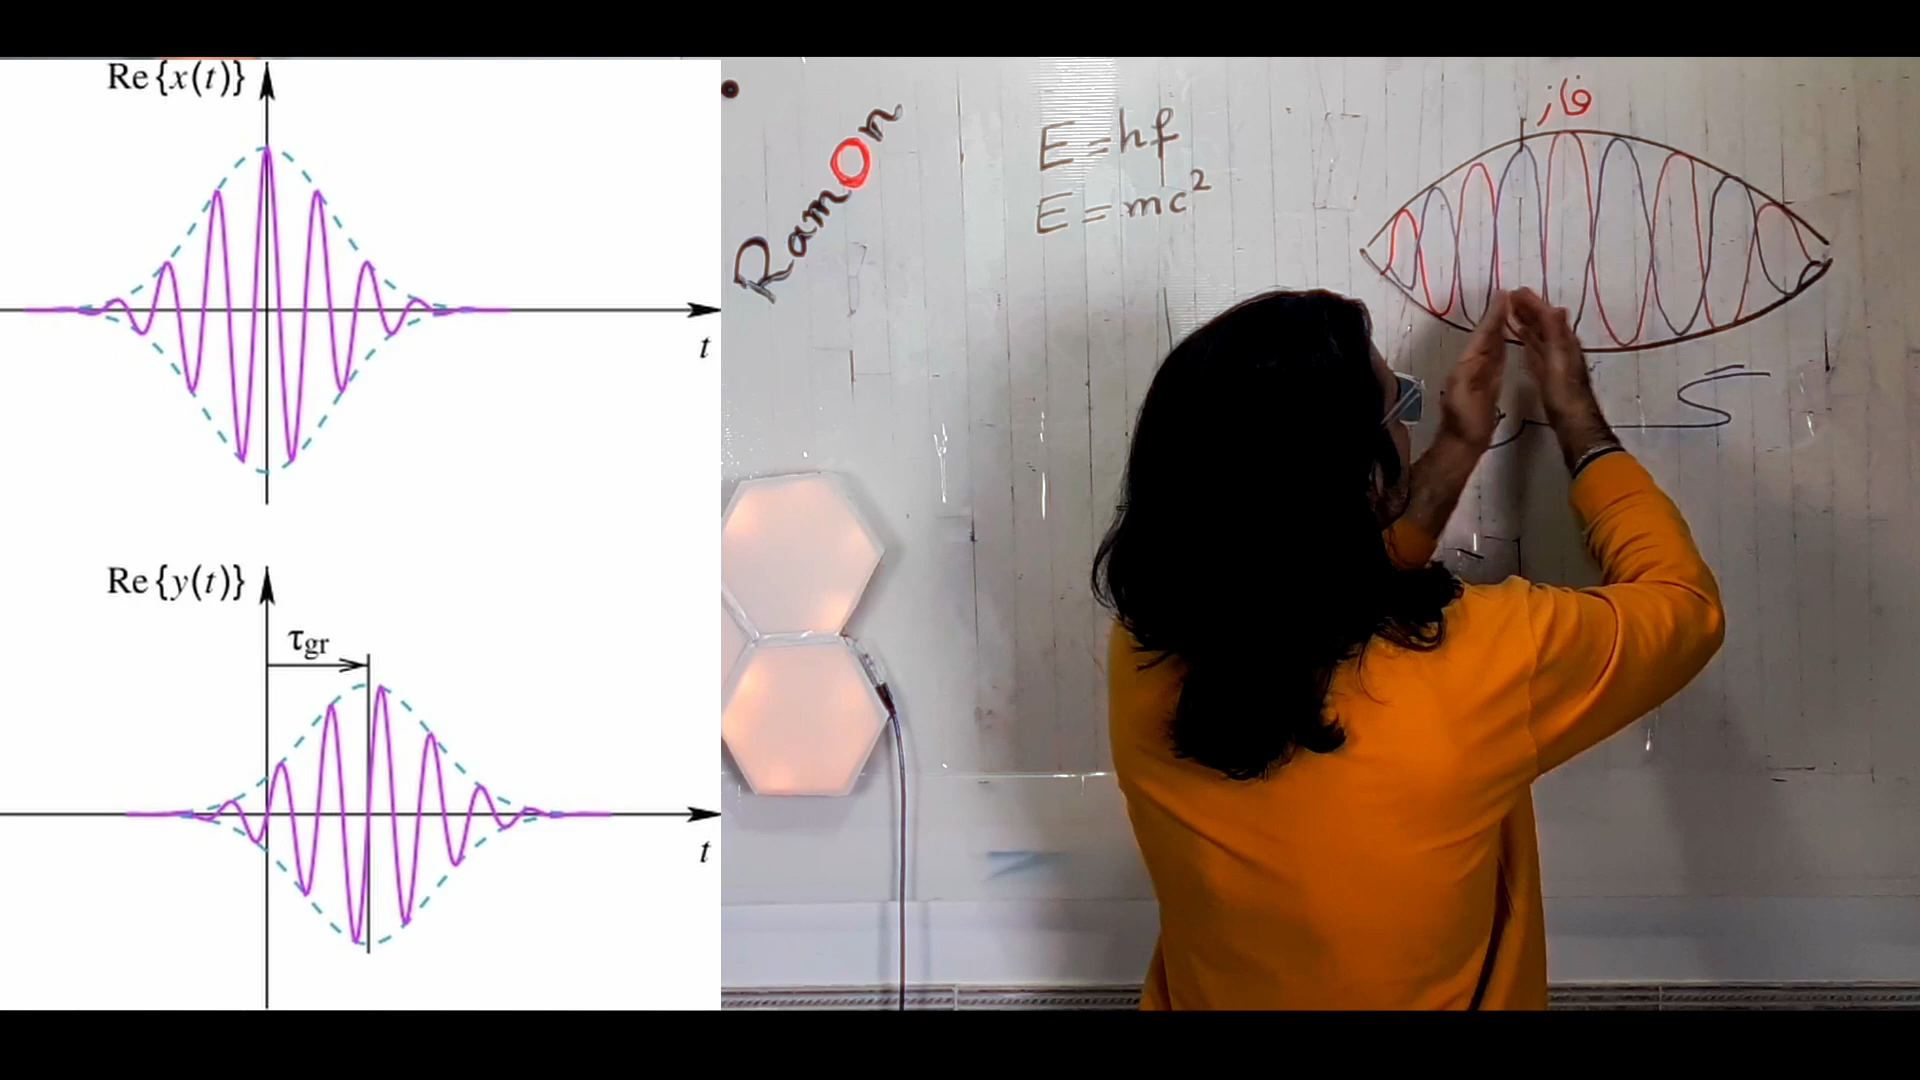 Re{x(t)}
t
Re{y(t)}
τgr
t
RamOn
E=hf
E=mc²
فاز